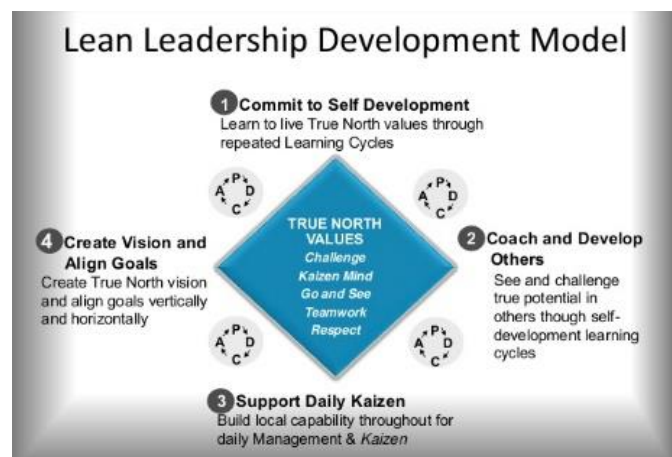 Lean Leadership Development Model
1 Commit to Self Development
Learn to live True North values through
repeated Learning Cycles
P
A D
C
P
A D
C
TRUE NORTH
VALUES
Challenge
Kaizen Mind
Go and See
Teamwork
Respect
4 Create Vision and
Align Goals
Create True North vision
and align goals vertically
and horizontally
2 Coach and Develop
Others
See and challenge
true potential in
others though self-
development learning
cycles
P
A D
C
P
A D
C
3 Support Daily Kaizen
Build local capability throughout for
daily Management & Kaizen